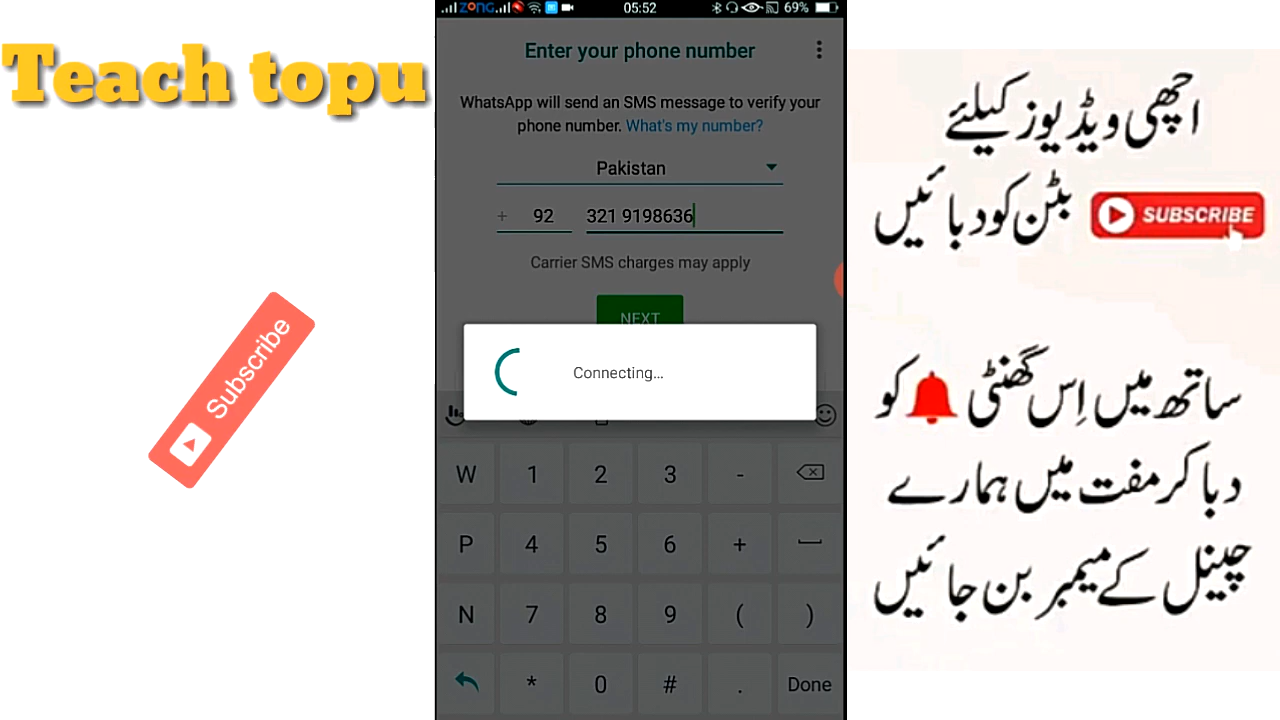 Teach topu
Subscribe
ZONG 05:52 69%
Enter your phone number
WhatsApp will send an SMS message to verify your
phone number. What's my number?
Pakistan
+ 92 321 9198636
Carrier SMS charges may apply
NEXT
Connecting...
W 1 2 3 -
P 4 5 6 +
N 7 8 9 ( )
* 0 # . Done
اچھی ویڈیوز کیلئے
SUBSCRIBE بٹن کو دبائیں
ساتھ میں اِس گھنٹی کو
دبا کر مفت میں ہمارے
چینل کے میمبر بن جائیں